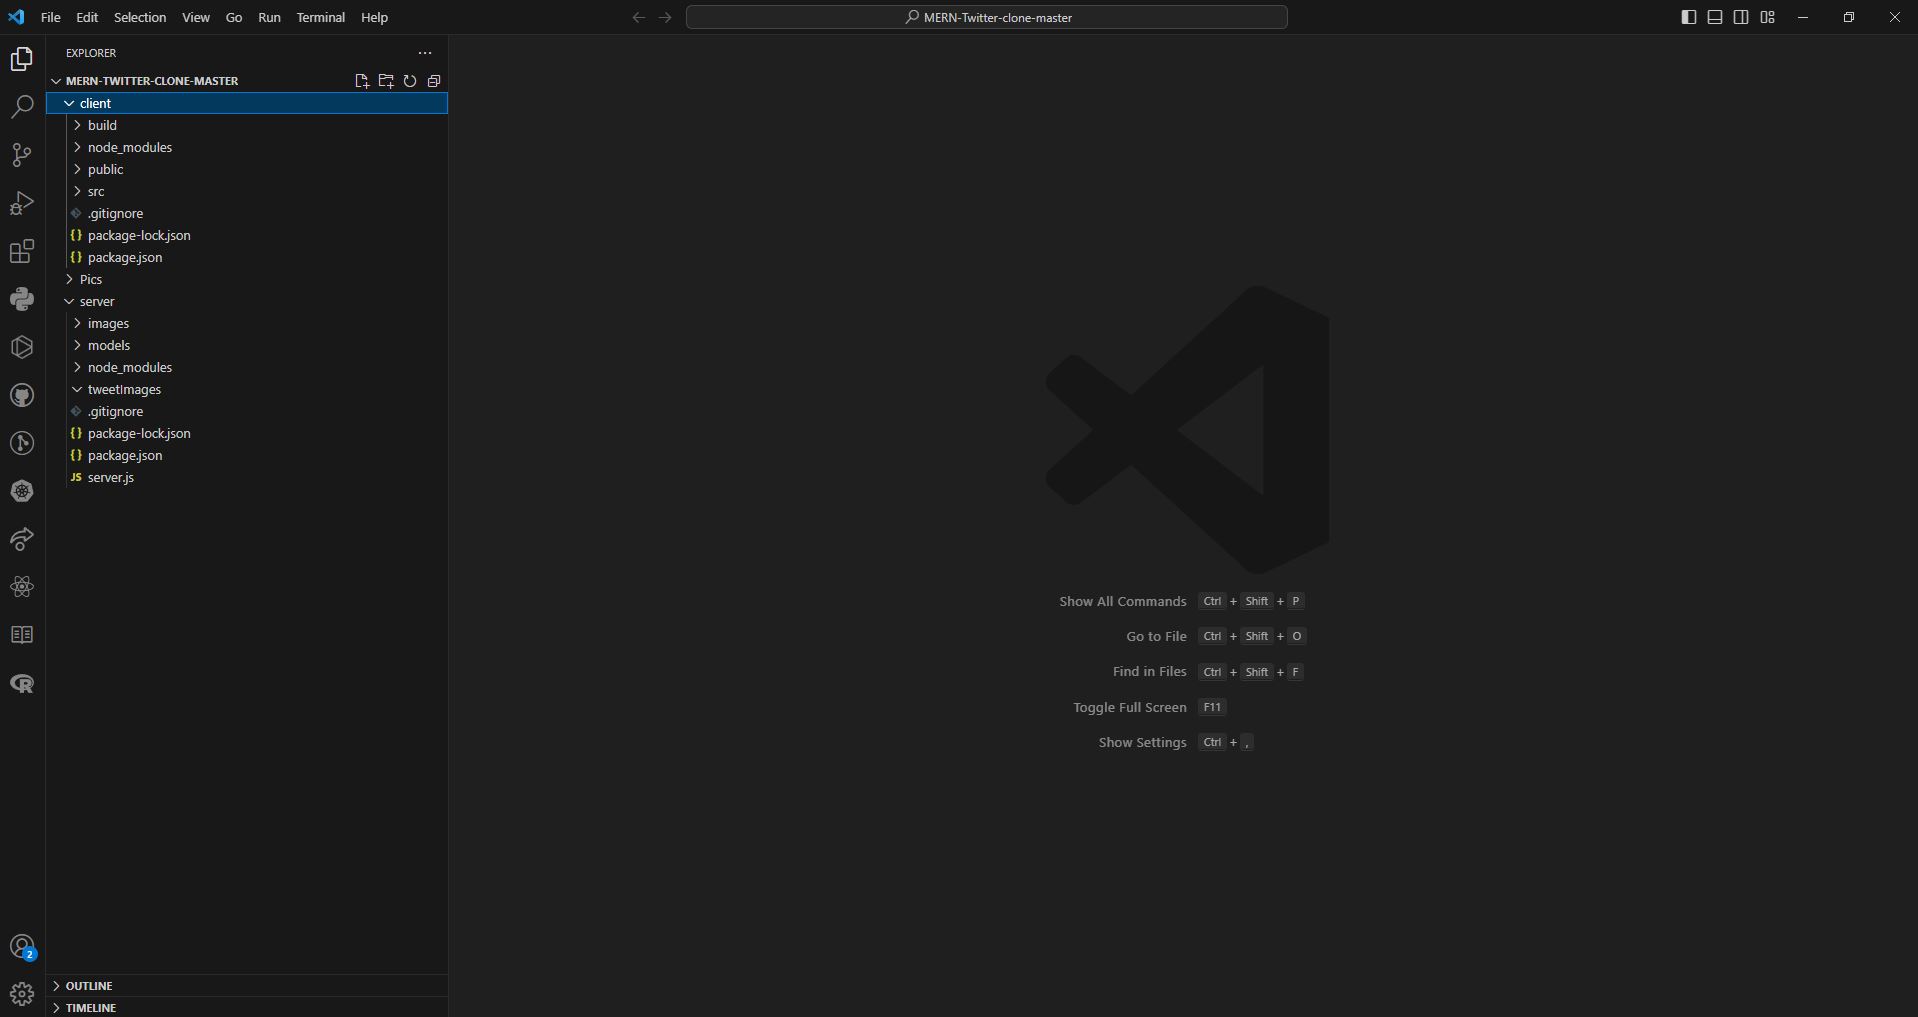 File Edit Selection View Go Run Terminal Help
MERN-Twitter-clone-master
EXPLORER
MERN-TWITTER-CLONE-MASTER
client
build
node_modules
public
src
.gitignore
package-lock.json
package.json
Pics
server
images
models
node_modules
tweetImages
.gitignore
package-lock.json
package.json
JS server.js
Show All Commands Ctrl + Shift + P
Go to File Ctrl + Shift + O
Find in Files Ctrl + Shift + F
Toggle Full Screen F11
Show Settings Ctrl + ,
R
2
OUTLINE
TIMELINE